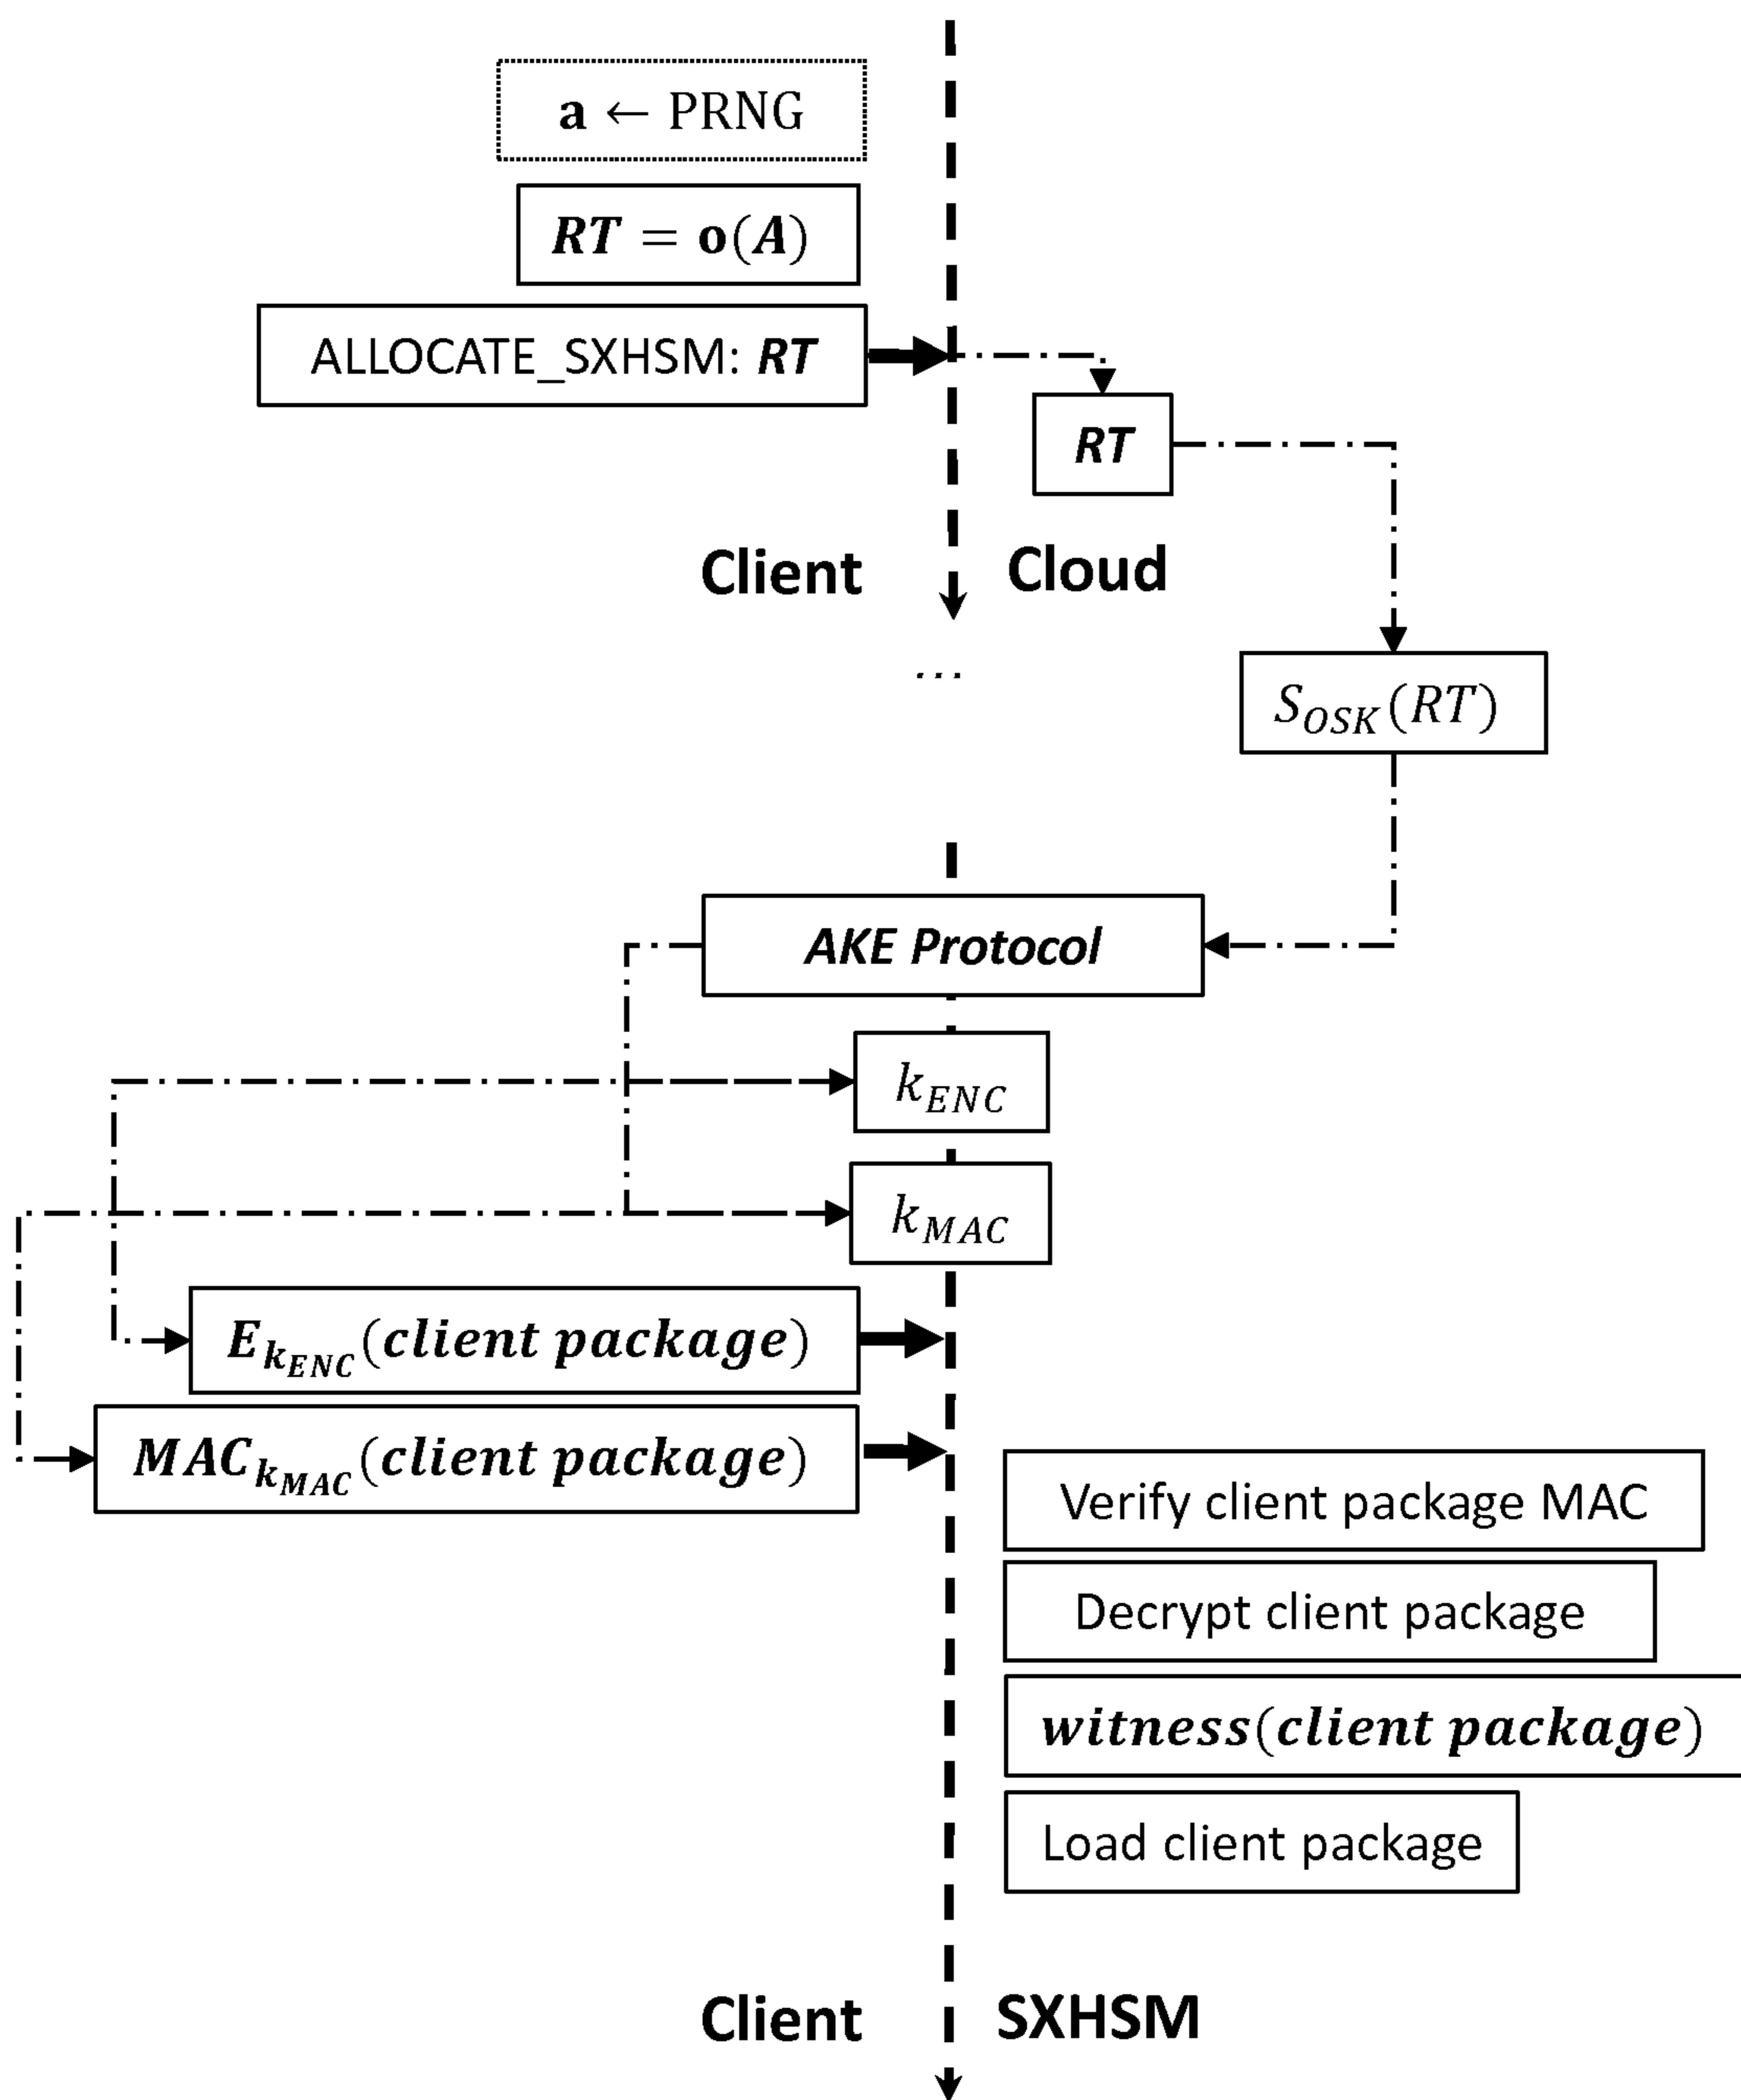 a ← PRNG
RT = o(A)
ALLOCATE_SXHSM: RT
RT
Client
Cloud
...
S_OSK(RT)
AKE Protocol
k_ENC
k_MAC
E_k_ENC(client package)
MAC_k_MAC(client package)
Verify client package MAC
Decrypt client package
witness(client package)
Load client package
Client
SXHSM